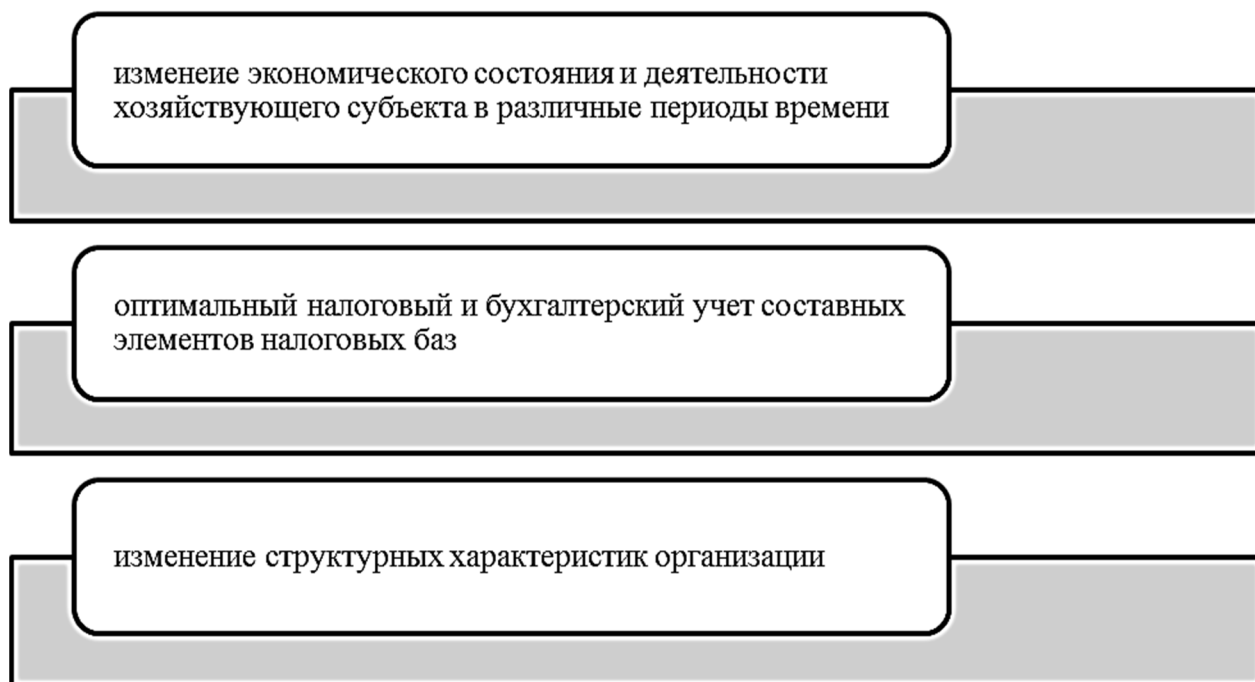 изменеие экономического состояния и деятельности
хозяйствующего субъекта в различные периоды времени
оптимальный налоговый и бухгалтерский учет составных
элементов налоговых баз
изменение структурных характеристик организации